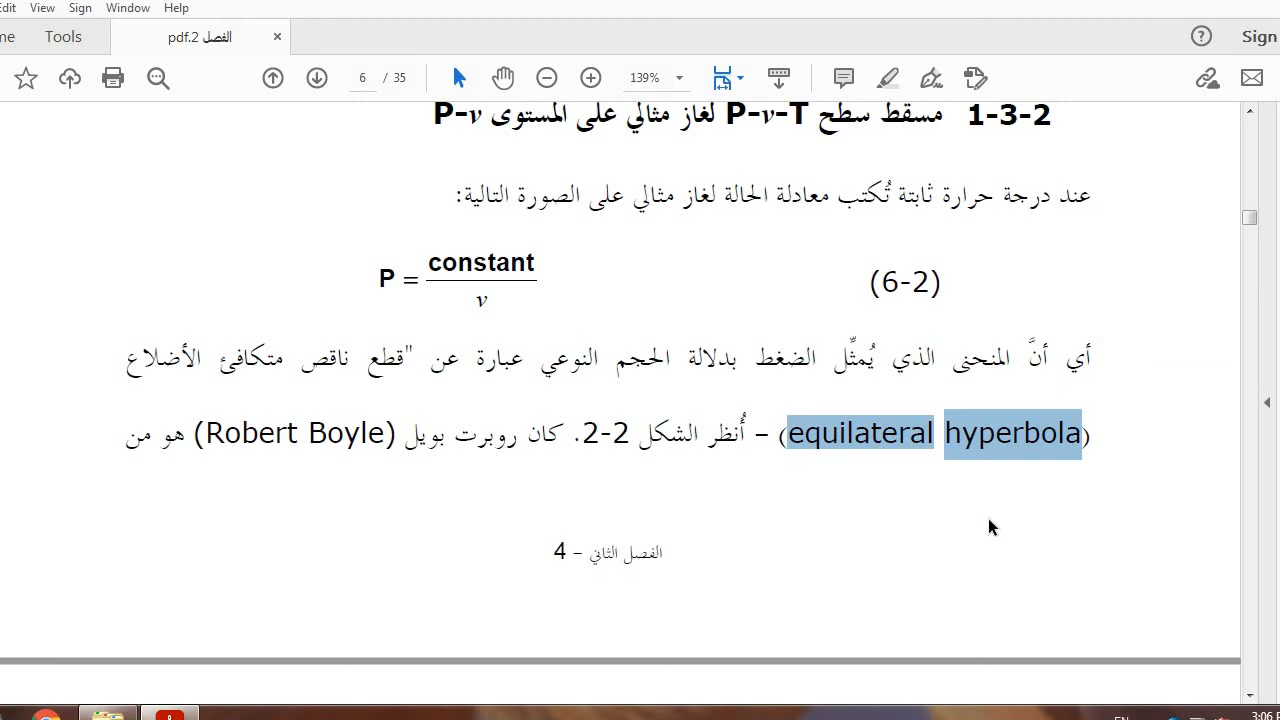 Edit View Sign Window Help
Tools الفصل 2.pdf × ? Sign
6 / 35 139%
1-3-2 مسقط سطح P-v-T لغاز مثالي على المستوى P-v
عند درجة حرارة ثابتة تُكتب معادلة الحالة لغاز مثالي على الصورة التالية:
P = constant / v (6-2)
أي أنَّ المنحنى الذي يُمثِّل الضغط بدلالة الحجم النوعي عبارة عن "قطع ناقص متكافئ الأضلاع
(equilateral hyperbola) – أُنظر الشكل 2-2. كان روبرت بويل (Robert Boyle) هو من
الفصل الثاني – 4
EN 3:06